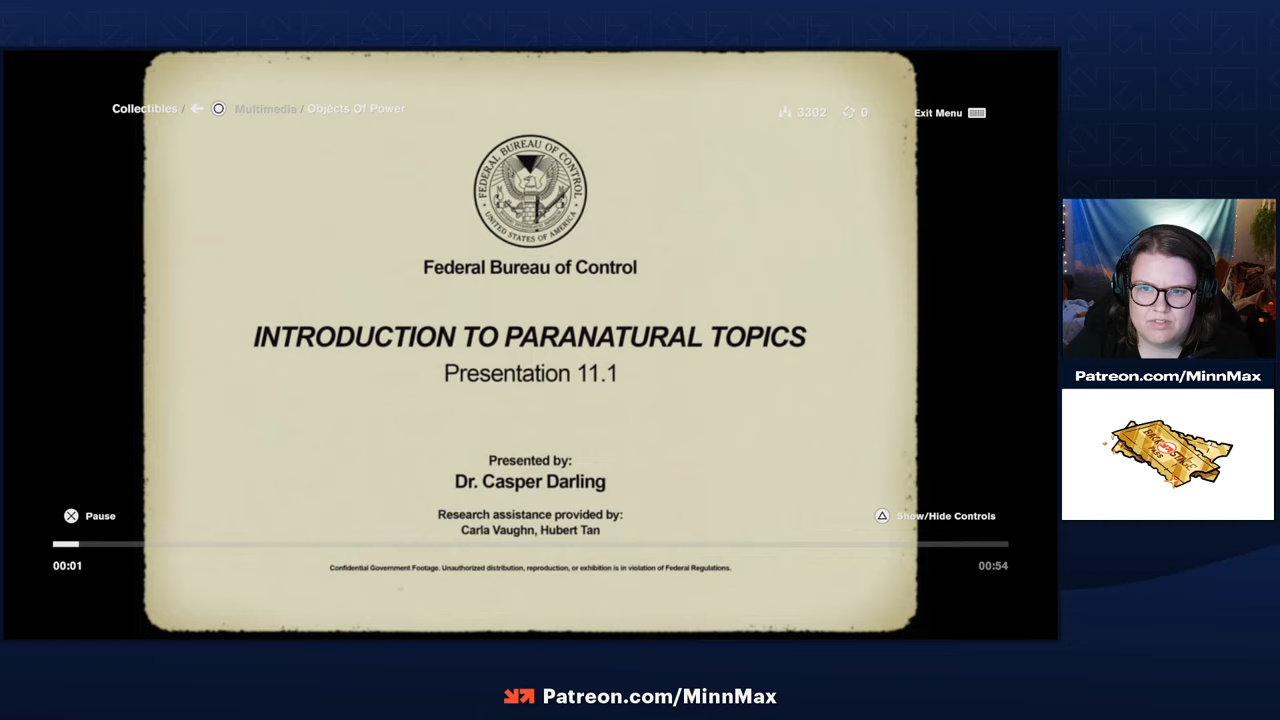 Collectibles / Multimedia / Objects Of Power
3302 0
Exit Menu
FEDERAL BUREAU OF CONTROL
UNITED STATES OF AMERICA
Federal Bureau of Control
INTRODUCTION TO PARANATURAL TOPICS
Presentation 11.1
Presented by:
Dr. Casper Darling
Research assistance provided by:
Carla Vaughn, Hubert Tan
Pause
Show/Hide Controls
00:01
00:54
Confidential Government Footage. Unauthorized distribution, reproduction, or exhibition is in violation of Federal Regulations.
Patreon.com/MinnMax
BACKSTAGE
PASS
Patreon.com/MinnMax